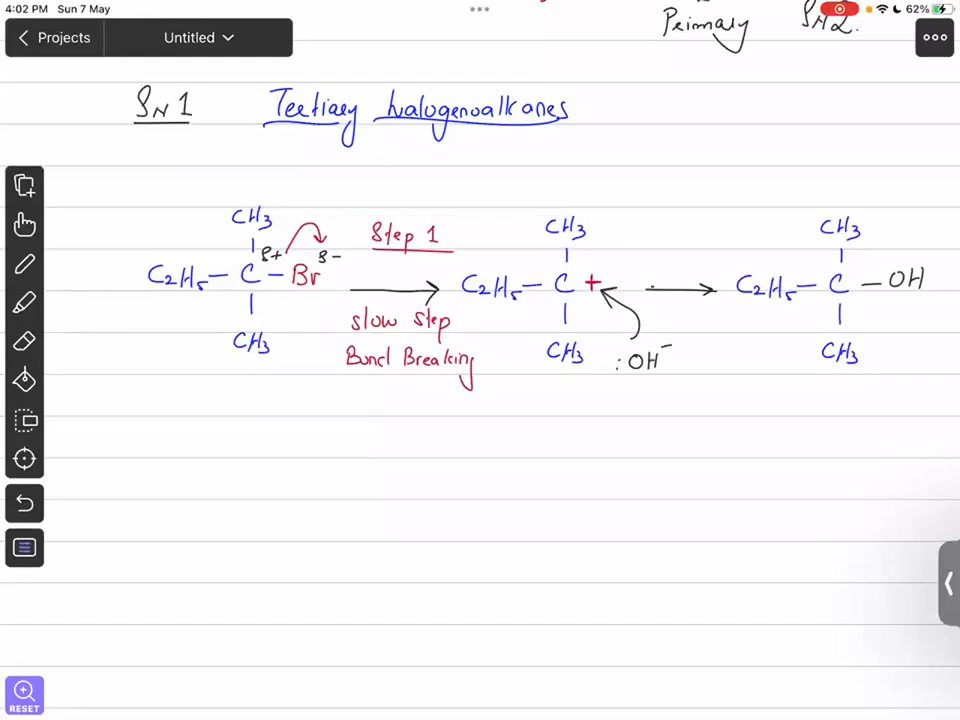 4:02 PM Sun 7 May 62%
Projects Untitled
Primary SN2.
SN1 Tertiary halogenoalkanes
CH3 CH3 CH3
Step 1
δ+ δ-
C2H5 - C - Br C2H5 - C + C2H5 - C - OH
slow step
CH3 CH3 CH3
Bond Breaking :OH-
RESET